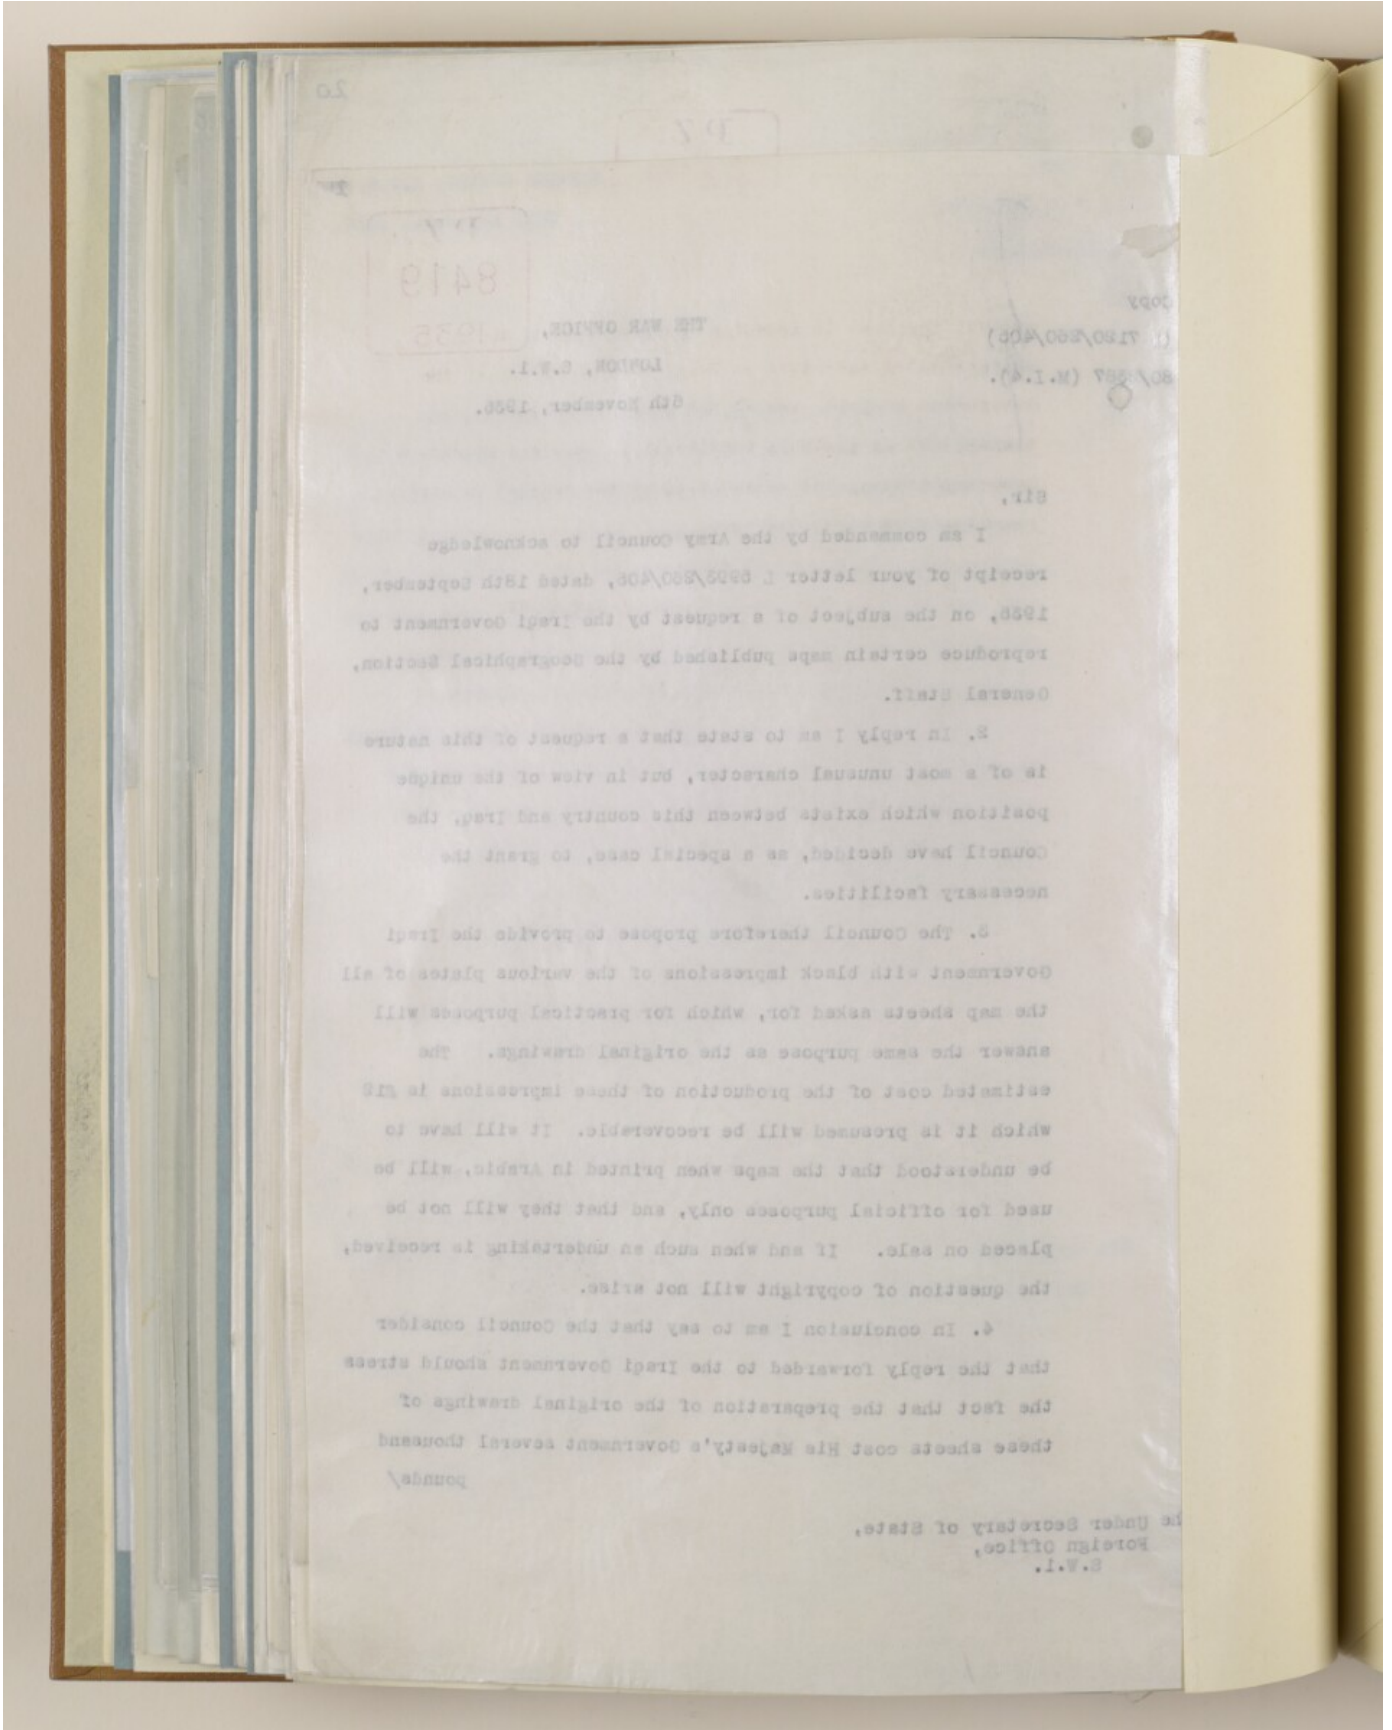 20
P Z
P Z
8419
1935
Copy
7120/260/406)
(M.I.4).
THE WAR OFFICE,
LONDON, S.W.1.
6th November, 1935.
Sir,
I am commanded by the Army Council to acknowledge
receipt of your letter E 5993/260/406, dated 18th September,
1935, on the subject of a request by the Iraqi Government to
reproduce certain maps published by the Geographical Section,
General Staff.
2. In reply I am to state that a request of this nature
is of a most unusual character, but in view of the unique
position which exists between this country and Iraq, the
Council have decided, as a special case, to grant the
necessary facilities.
3. The Council therefore propose to provide the Iraqi
Government with black impressions of the various plates of all
the map sheets asked for, which for practical purposes will
answer the same purpose as the original drawings. The
estimated cost of the production of these impressions is £12
which it is presumed will be recoverable. It will have to
be understood that the maps when printed in Arabic, will be
used for official purposes only, and that they will not be
placed on sale. If and when such an undertaking is received,
the question of copyright will not arise.
4. In conclusion I am to say that the Council consider
that the reply forwarded to the Iraqi Government should stress
the fact that the preparation of the original drawings of
these sheets cost His Majesty's Government several thousand
pounds/
he Under Secretary of State,
Foreign Office,
S.W.1.